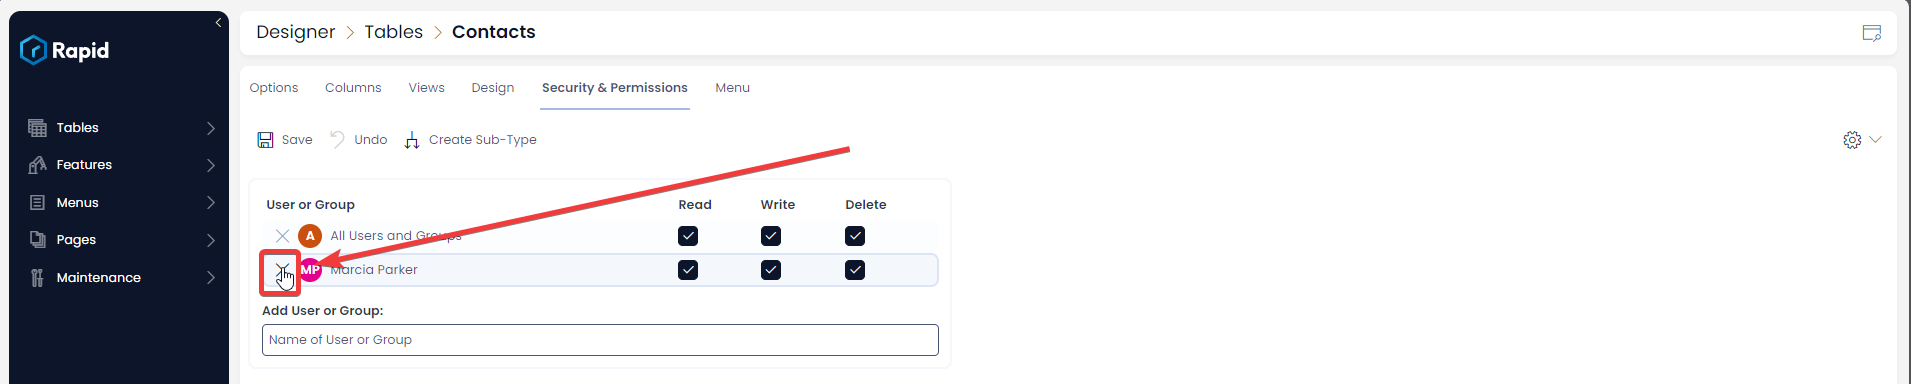 Rapid
Tables
Features
Menus
Pages
Maintenance
Designer > Tables > Contacts
Options Columns Views Design Security & Permissions Menu
Save Undo Create Sub-Type
User or Group Read Write Delete
A All Users and Groups
MP Marcia Parker
Add User or Group:
Name of User or Group